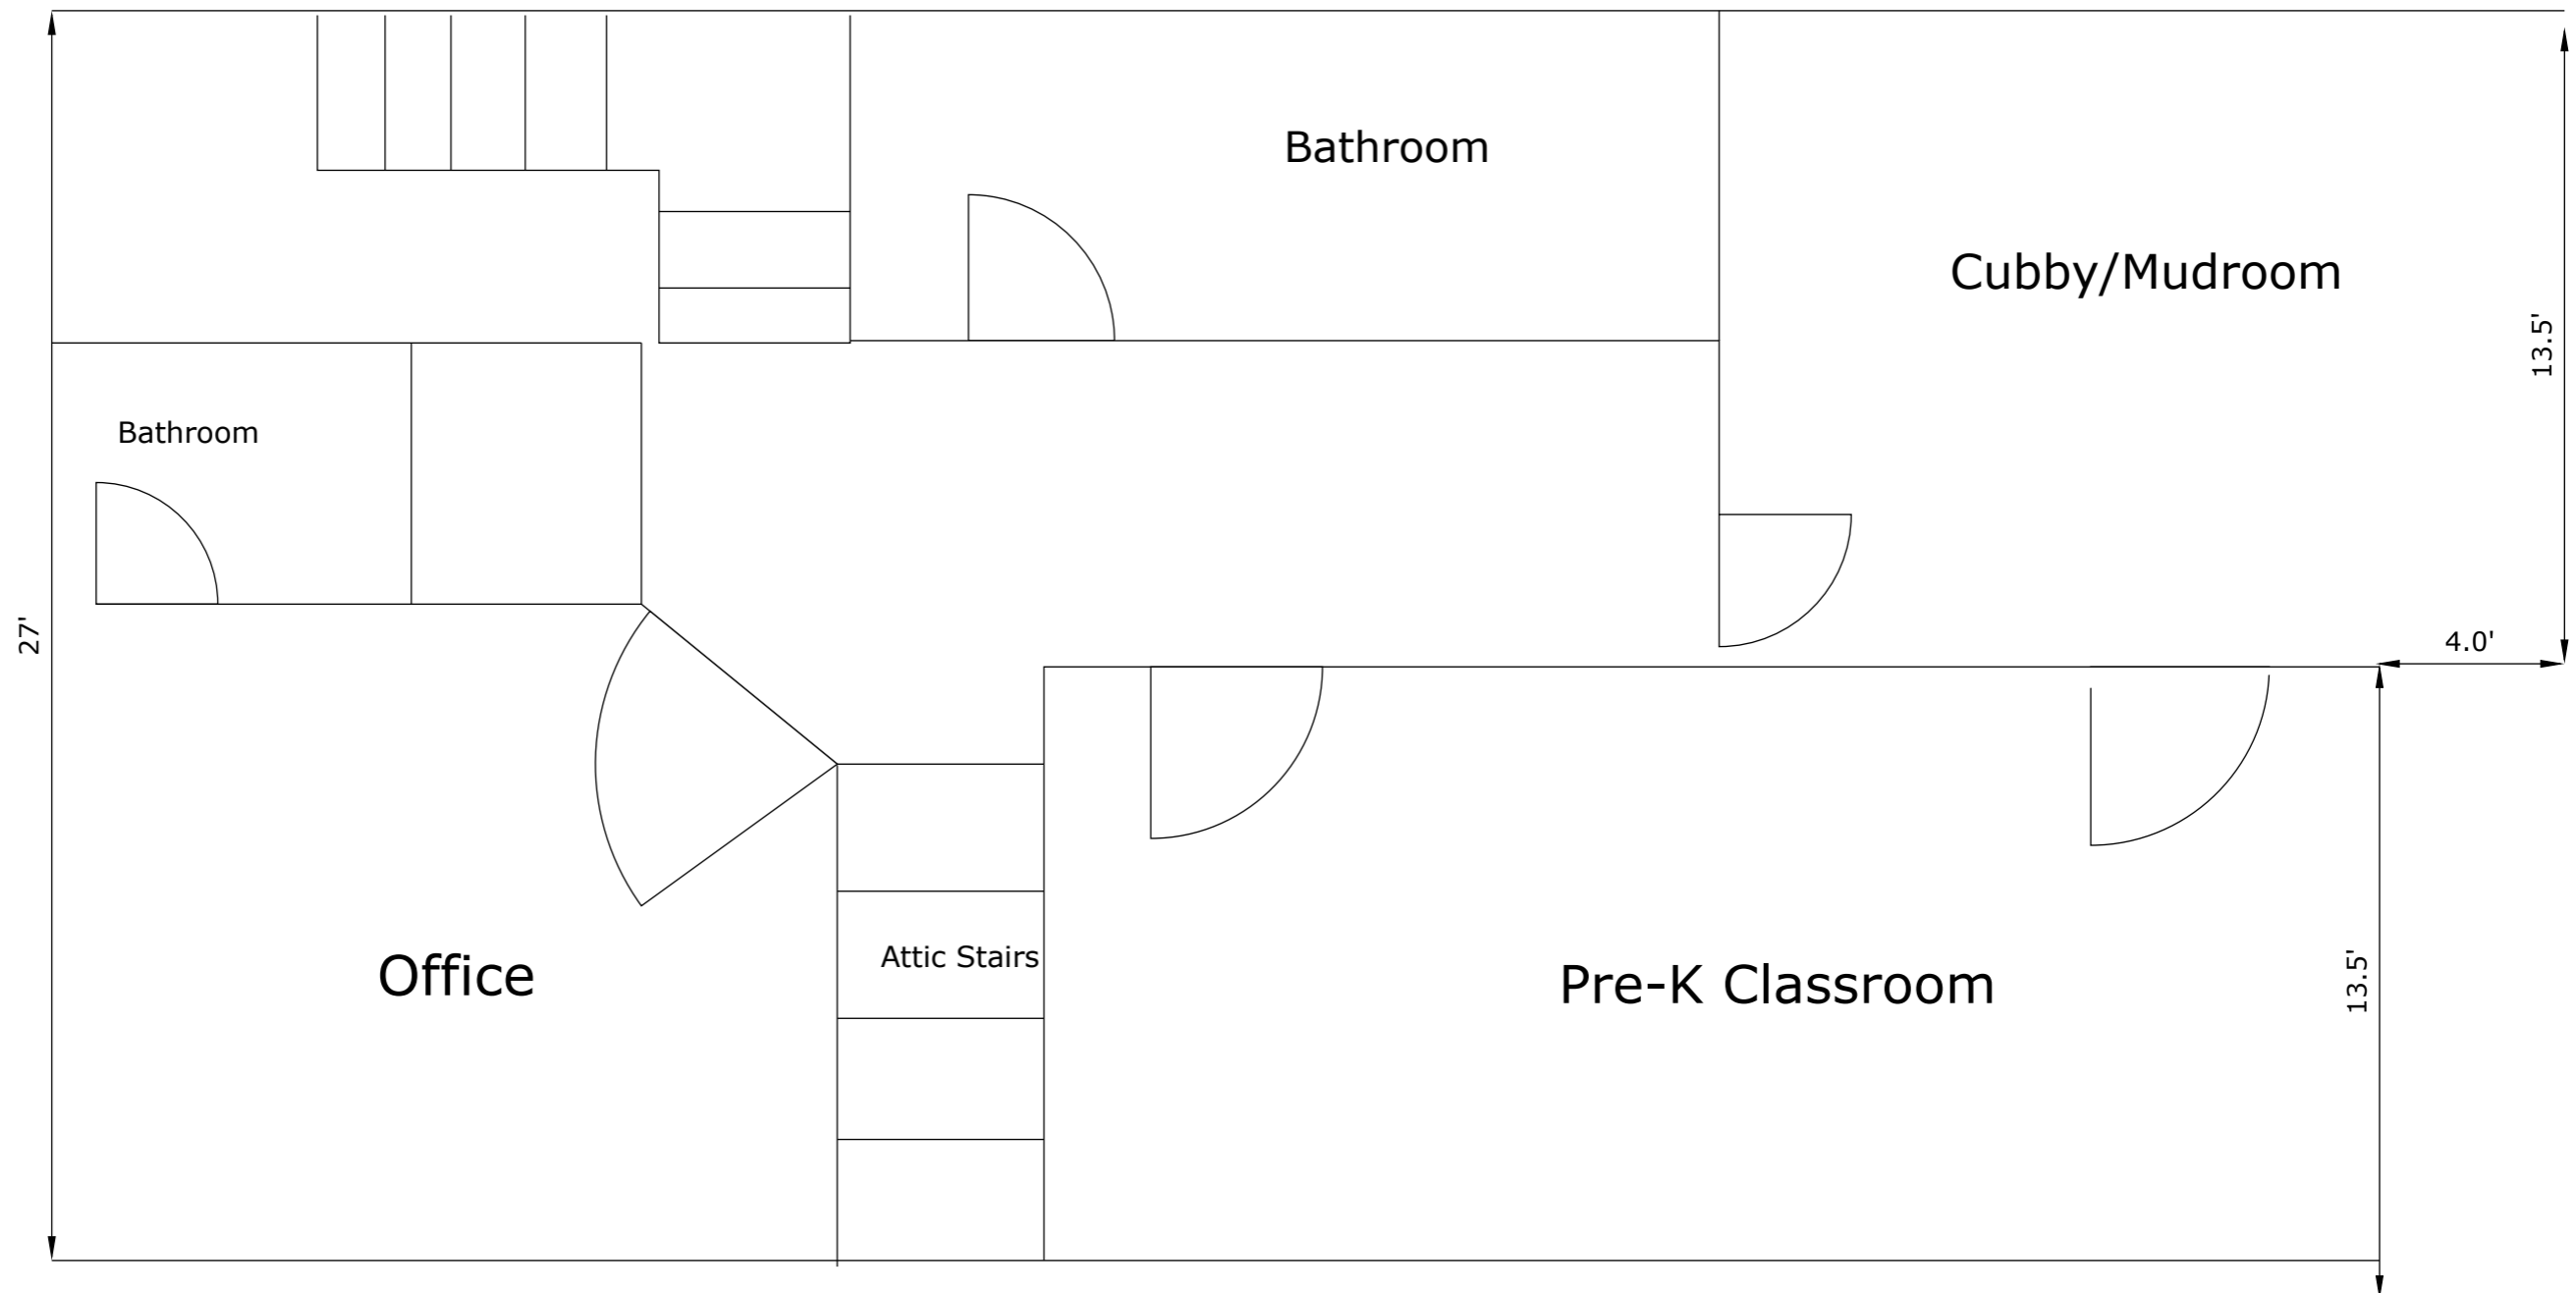 Bathroom
Cubby/Mudroom
13.5'
Bathroom
27'
4.0'
Office
Attic Stairs
Pre-K Classroom
13.5'